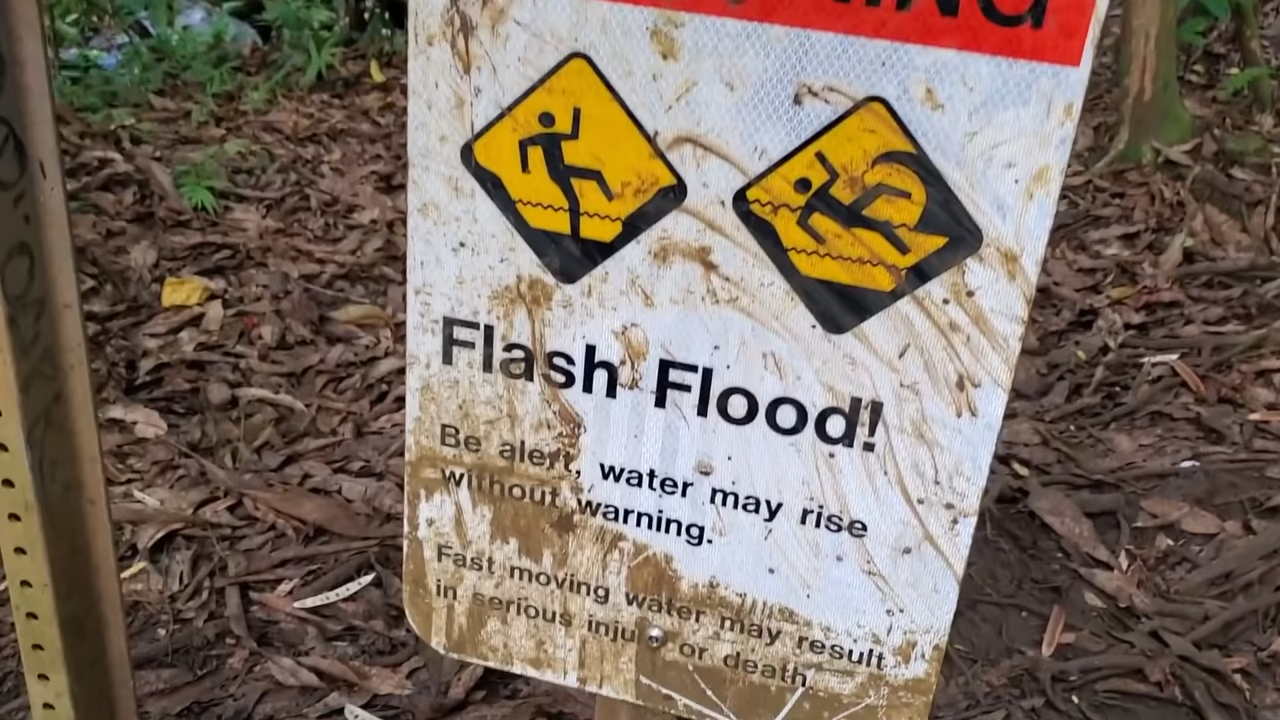 Flash Flood!
Be alert, water may rise
without warning.
Fast moving water may result
in serious injury or death